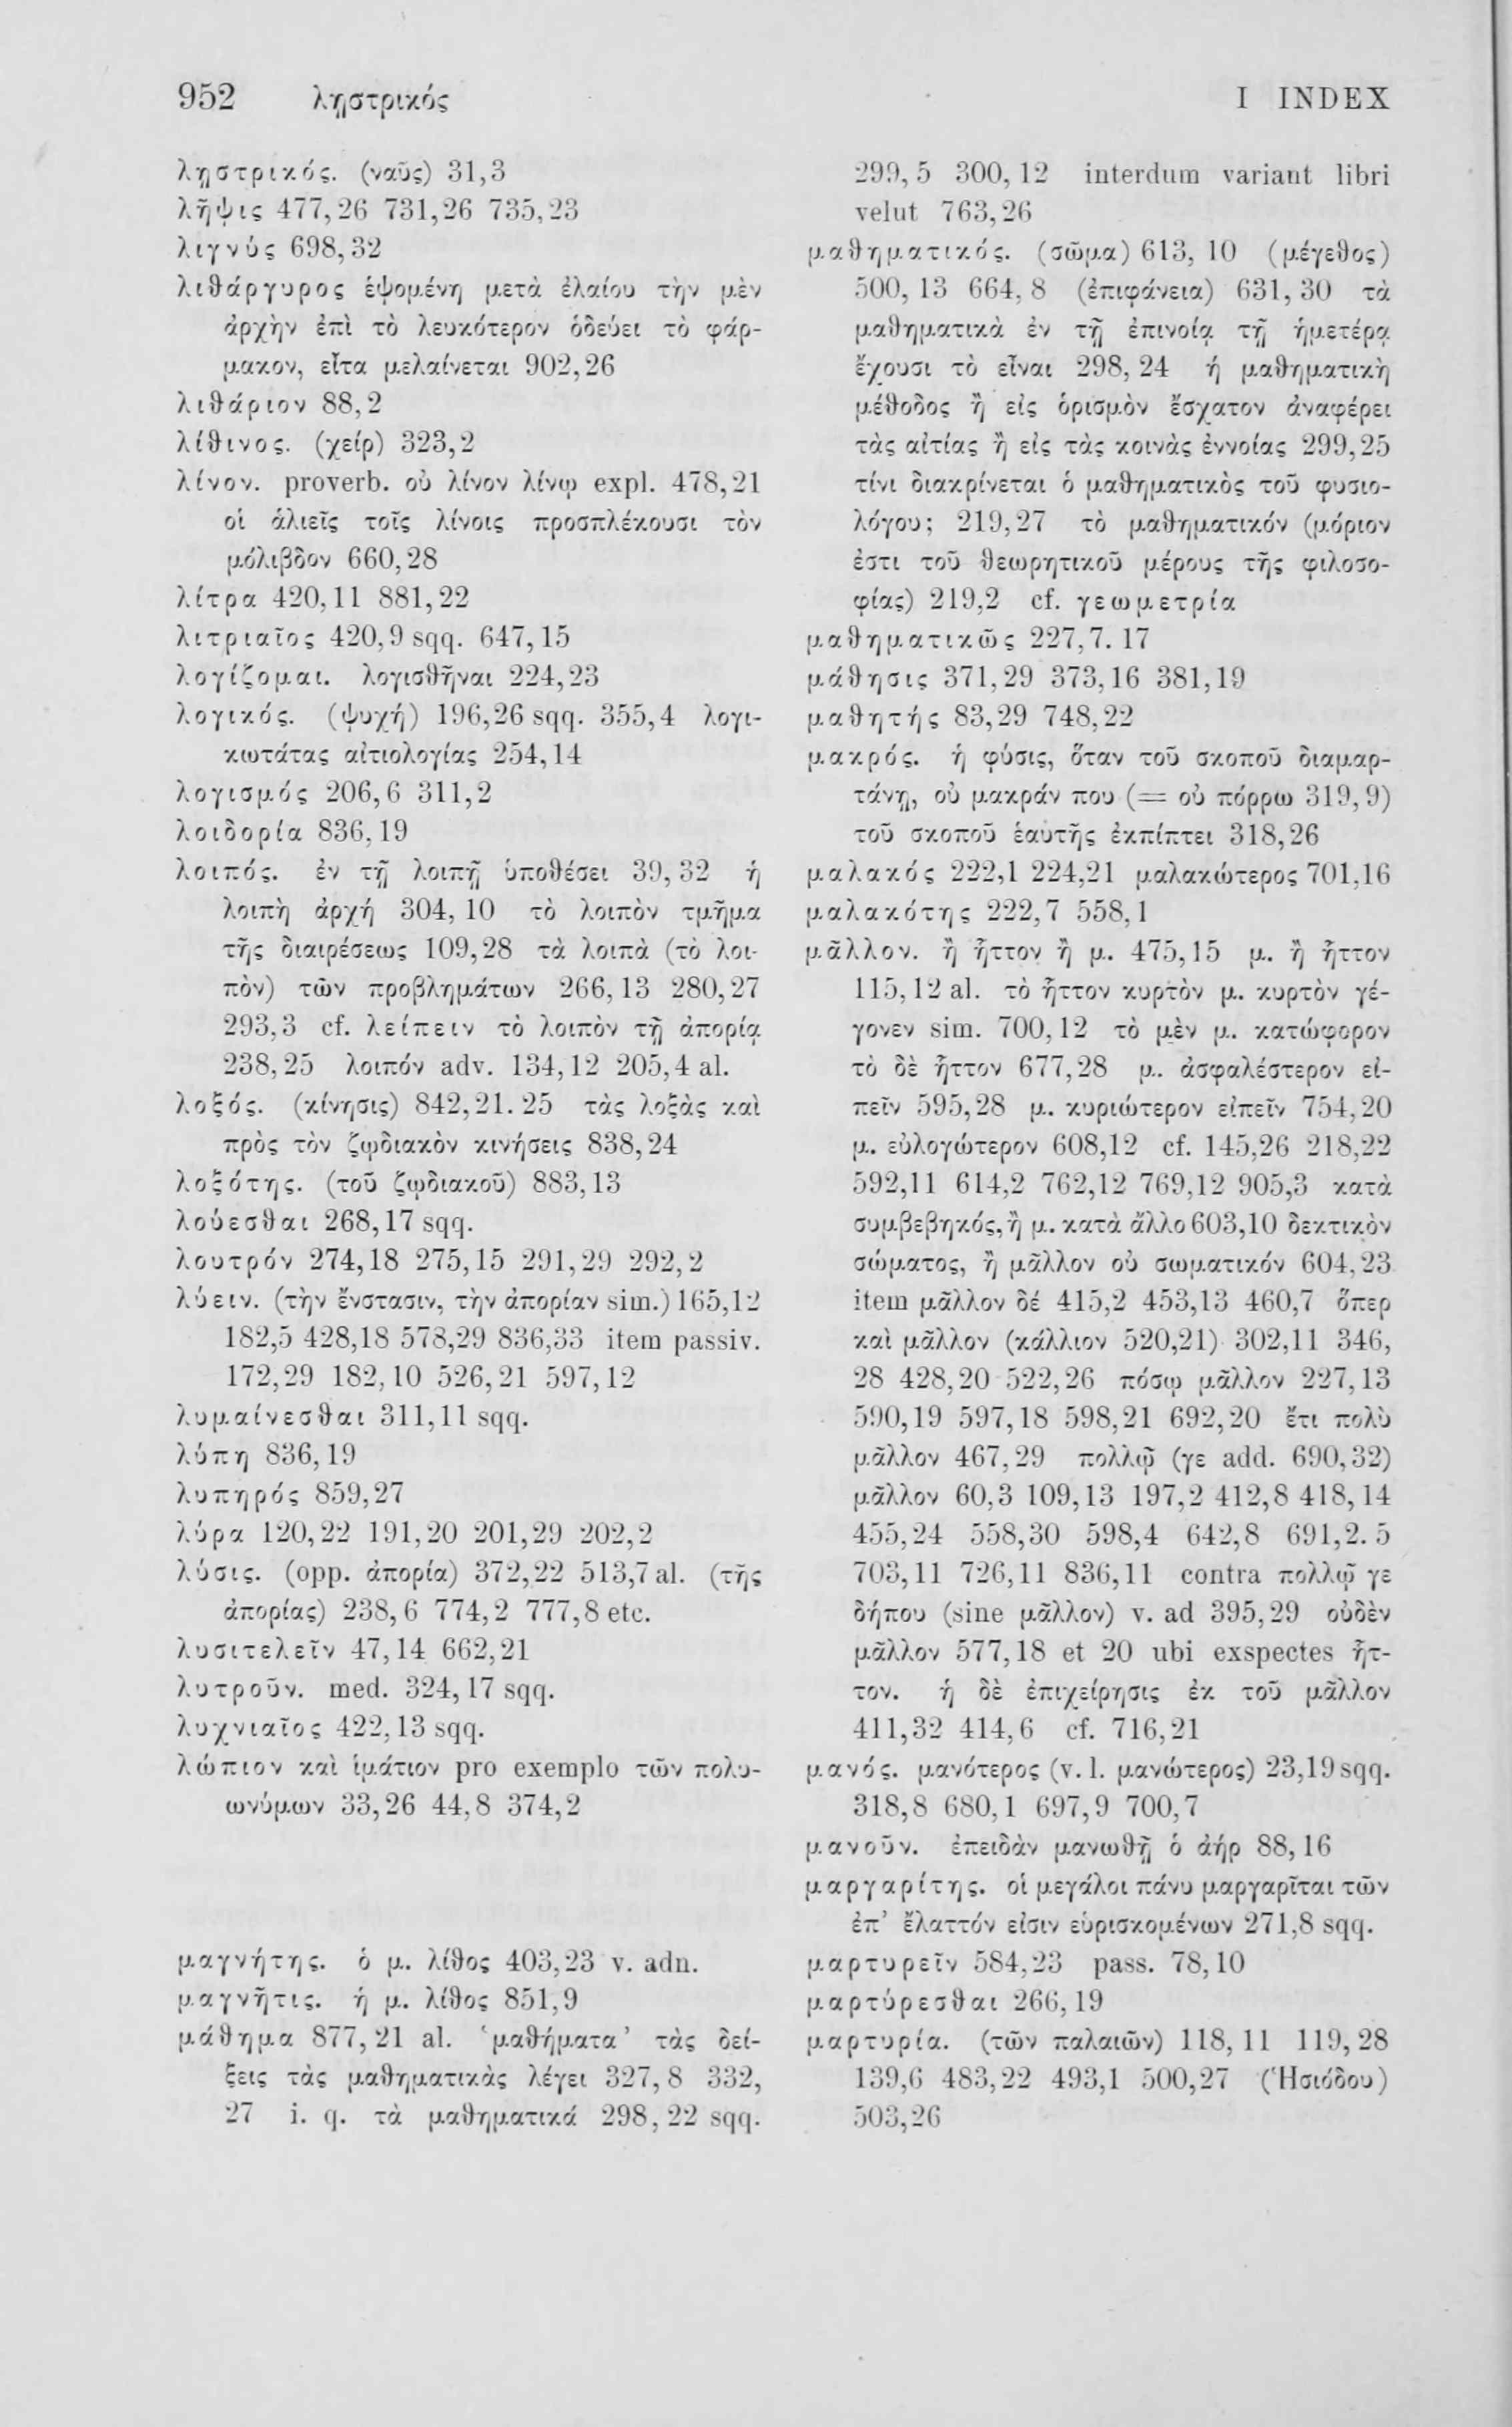 952 λῃστρικός I INDEX
λῃστρικός. (ναῦς) 31,3
λῆψις 477,26 731,26 735,23
λιγνύς 698,32
λιθάργυρος ἑψομένη μετὰ ἐλαίου τὴν μὲν
ἀρχὴν ἐπὶ τὸ λευκότερον ὁδεύει τὸ φάρ-
μακον, εἶτα μελαίνεται 902,26
λιθάριον 88,2
λίθινος. (χείρ) 323,2
λίνον. proverb. οὐ λίνον λίνῳ expl. 478,21
οἱ ἁλιεῖς τοῖς λίνοις προσπλέκουσι τὸν
μόλιβδον 660,28
λίτρα 420,11 881,22
λιτριαῖος 420,9 sqq. 647,15
λογίζομαι. λογισθῆναι 224,23
λογικός. (ψυχή) 196,26 sqq. 355,4 λογι-
κωτάτας αἰτιολογίας 254,14
λογισμός 206,6 311,2
λοιδορία 836,19
λοιπός. ἐν τῇ λοιπῇ ὑποθέσει 39,32 ἡ
λοιπὴ ἀρχή 304,10 τὸ λοιπὸν τμῆμα
τῆς διαιρέσεως 109,28 τὰ λοιπὰ (τὸ λοι-
πὸν) τῶν προβλημάτων 266,13 280,27
293,3 cf. λείπειν τὸ λοιπὸν τῇ ἀπορίᾳ
238,25 λοιπόν adv. 134,12 205,4 al.
λοξός. (κίνησις) 842,21. 25 τὰς λοξὰς καὶ
πρὸς τὸν ζῳδιακὸν κινήσεις 838,24
λοξότης. (τοῦ ζῳδιακοῦ) 883,13
λούεσθαι 268,17 sqq.
λουτρόν 274,18 275,15 291,29 292,2
λύειν. (τὴν ἔνστασιν, τὴν ἀπορίαν sim.) 165,12
182,5 428,18 578,29 836,33 item passiv.
172,29 182,10 526,21 597,12
λυμαίνεσθαι 311,11 sqq.
λύπη 836,19
λυπηρός 859,27
λύρα 120,22 191,20 201,29 202,2
λύσις. (opp. ἀπορία) 372,22 513,7 al. (τῆς
ἀπορίας) 238,6 774,2 777,8 etc.
λυσιτελεῖν 47,14 662,21
λυτροῦν. med. 324,17 sqq.
λυχνιαῖος 422,13 sqq.
λώπιον καὶ ἱμάτιον pro exemplo τῶν πολυ-
ωνύμων 33,26 44,8 374,2
μαγνήτης. ὁ μ. λίθος 403,23 v. adn.
μαγνῆτις. ἡ μ. λίθος 851,9
μάθημα 877,21 al. ‘μαθήματα’ τὰς δεί-
ξεις τὰς μαθηματικὰς λέγει 327,8 332,
27 i. q. τὰ μαθηματικά 298,22 sqq.
299,5 300,12 interdum variant libri
velut 763,26
μαθηματικός. (σῶμα) 613,10 (μέγεθος)
500,13 664,8 (ἐπιφάνεια) 631,30 τὰ
μαθηματικὰ ἐν τῇ ἐπινοίᾳ τῇ ἡμετέρᾳ
ἔχουσι τὸ εἶναι 298,24 ἡ μαθηματικὴ
μέθοδος ἢ εἰς ὁρισμὸν ἔσχατον ἀναφέρει
τὰς αἰτίας ἢ εἰς τὰς κοινὰς ἐννοίας 299,25
τίνι διακρίνεται ὁ μαθηματικὸς τοῦ φυσιο-
λόγου; 219,27 τὸ μαθηματικόν (μόριον
ἐστι τοῦ θεωρητικοῦ μέρους τῆς φιλοσο-
φίας) 219,2 cf. γεωμετρία
μαθηματικῶς 227,7. 17
μάθησις 371,29 373,16 381,19
μαθητής 83,29 748,22
μακρός. ἡ φύσις, ὅταν τοῦ σκοποῦ διαμαρ-
τάνῃ, οὐ μακράν που (= οὐ πόρρω 319,9)
τοῦ σκοποῦ ἑαυτῆς ἐκπίπτει 318,26
μαλακός 222,1 224,21 μαλακώτερος 701,16
μαλακότης 222,7 558,1
μᾶλλον. ἢ ἧττον ἢ μ. 475,15 μ. ἢ ἧττον
115,12 al. τὸ ἧττον κυρτὸν μ. κυρτὸν γέ-
γονεν sim. 700,12 τὸ μὲν μ. κατώφορον
τὸ δὲ ἧττον 677,28 μ. ἀσφαλέστερον εἰ-
πεῖν 595,28 μ. κυριώτερον εἰπεῖν 754,20
μ. εὐλογώτερον 608,12 cf. 145,26 218,22
592,11 614,2 762,12 769,12 905,3 κατὰ
συμβεβηκός, ἢ μ. κατὰ ἄλλο 603,10 δεκτικὸν
σώματος, ἢ μᾶλλον οὐ σωματικόν 604,23
item μᾶλλον δέ 415,2 453,13 460,7 ὅπερ
καὶ μᾶλλον (κάλλιον 520,21) 302,11 346,
28 428,20 522,26 πόσῳ μᾶλλον 227,13
590,19 597,18 598,21 692,20 ἔτι πολὺ
μᾶλλον 467,29 πολλῷ (γε add. 690,32)
μᾶλλον 60,3 109,13 197,2 412,8 418,14
455,24 558,30 598,4 642,8 691,2. 5
703,11 726,11 836,11 contra πολλῷ γε
δήπου (sine μᾶλλον) v. ad 395,29 οὐδὲν
μᾶλλον 577,18 et 20 ubi exspectes ἧτ-
τον. ἡ δὲ ἐπιχείρησις ἐκ τοῦ μᾶλλον
411,32 414,6 cf. 716,21
μανός. μανότερος (v. l. μανώτερος) 23,19 sqq.
318,8 680,1 697,9 700,7
μανοῦν. ἐπειδὰν μανωθῇ ὁ ἀήρ 88,16
μαργαρίτης. οἱ μεγάλοι πάνυ μαργαρῖται τῶν
ἐπ’ ἔλαττόν εἰσιν εὑρισκομένων 271,8 sqq.
μαρτυρεῖν 584,23 pass. 78,10
μαρτύρεσθαι 266,19
μαρτυρία. (τῶν παλαιῶν) 118,11 119,28
139,6 483,22 493,1 500,27 (Ἡσιόδου)
503,26